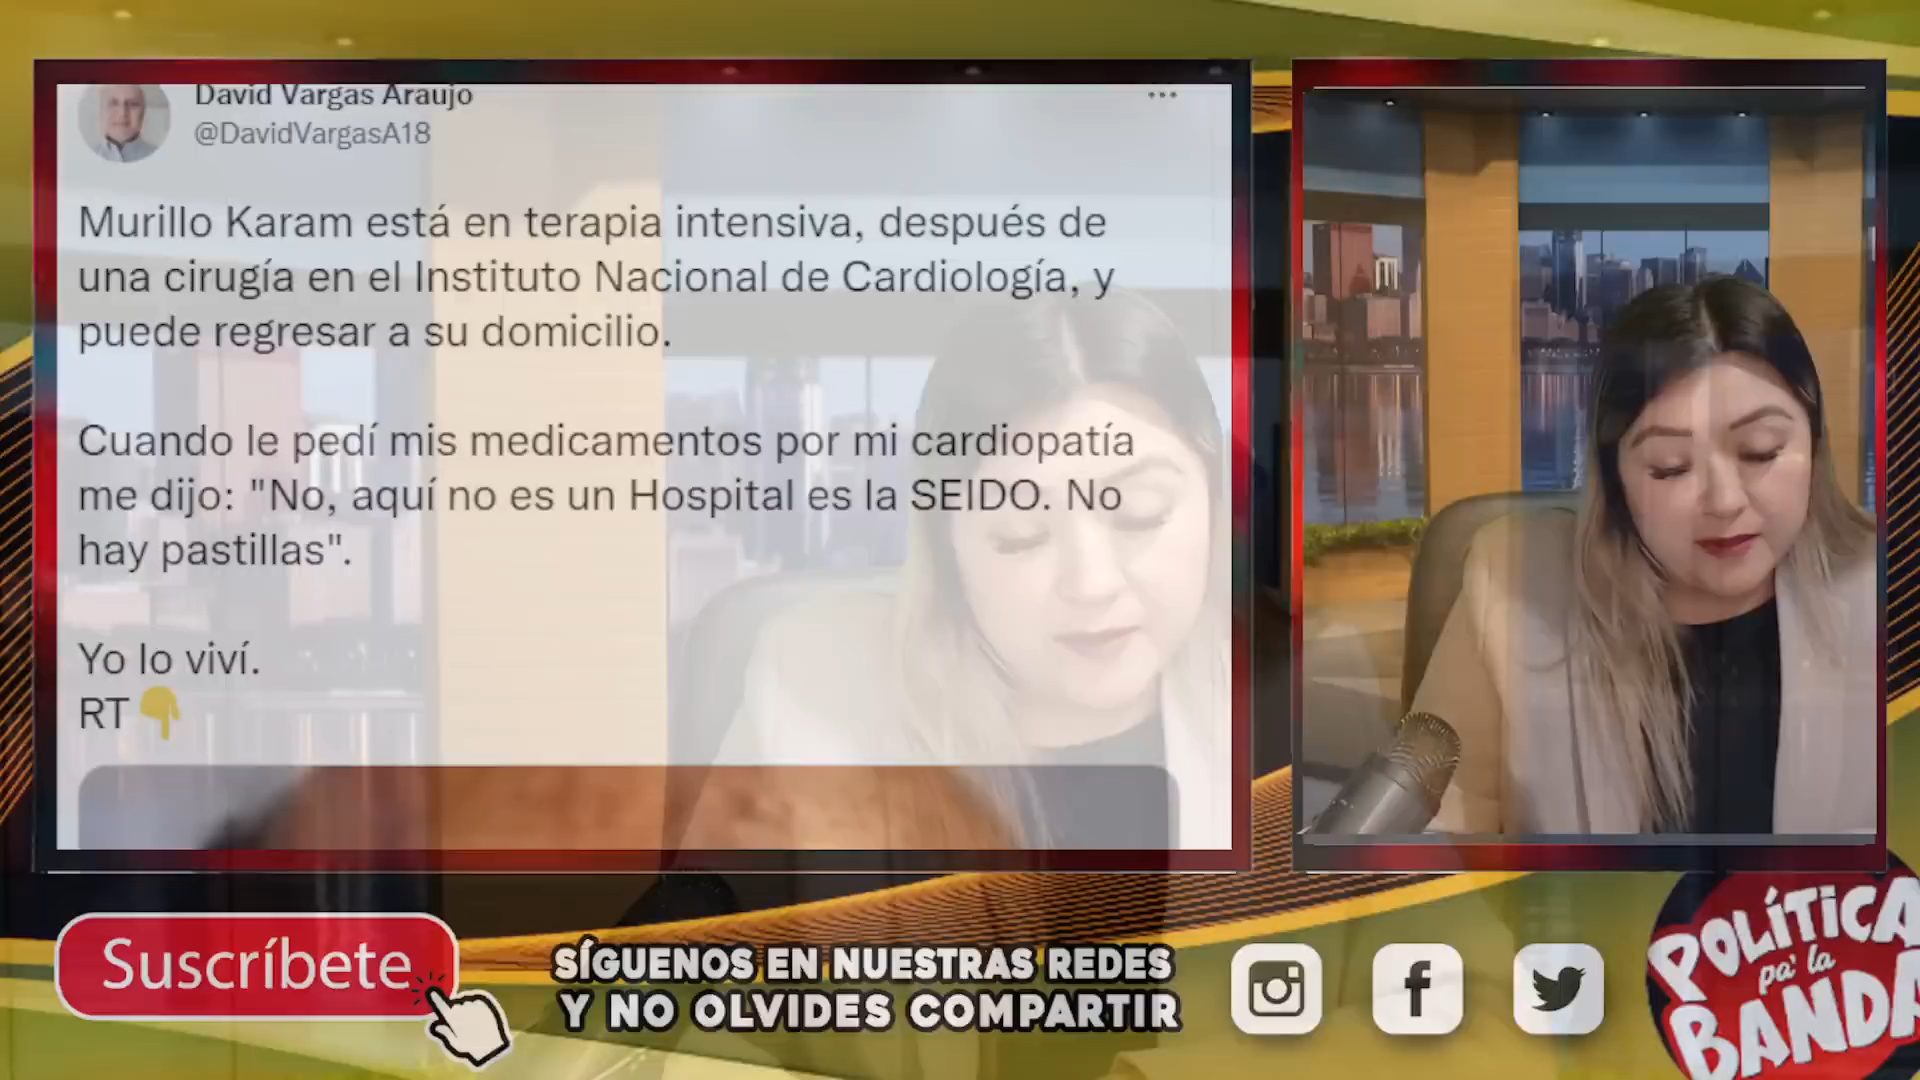 David Vargas Araujo
@DavidVargasA18
Murillo Karam está en terapia intensiva, después de
una cirugía en el Instituto Nacional de Cardiología, y
puede regresar a su domicilio.
Cuando le pedí mis medicamentos por mi cardiopatía
me dijo: "No, aquí no es un Hospital es la SEIDO. No
hay pastillas".
Yo lo viví.
RT
Suscríbete
SÍGUENOS EN NUESTRAS REDES
Y NO OLVIDES COMPARTIR
POLÍTICA
pa' la
BANDA